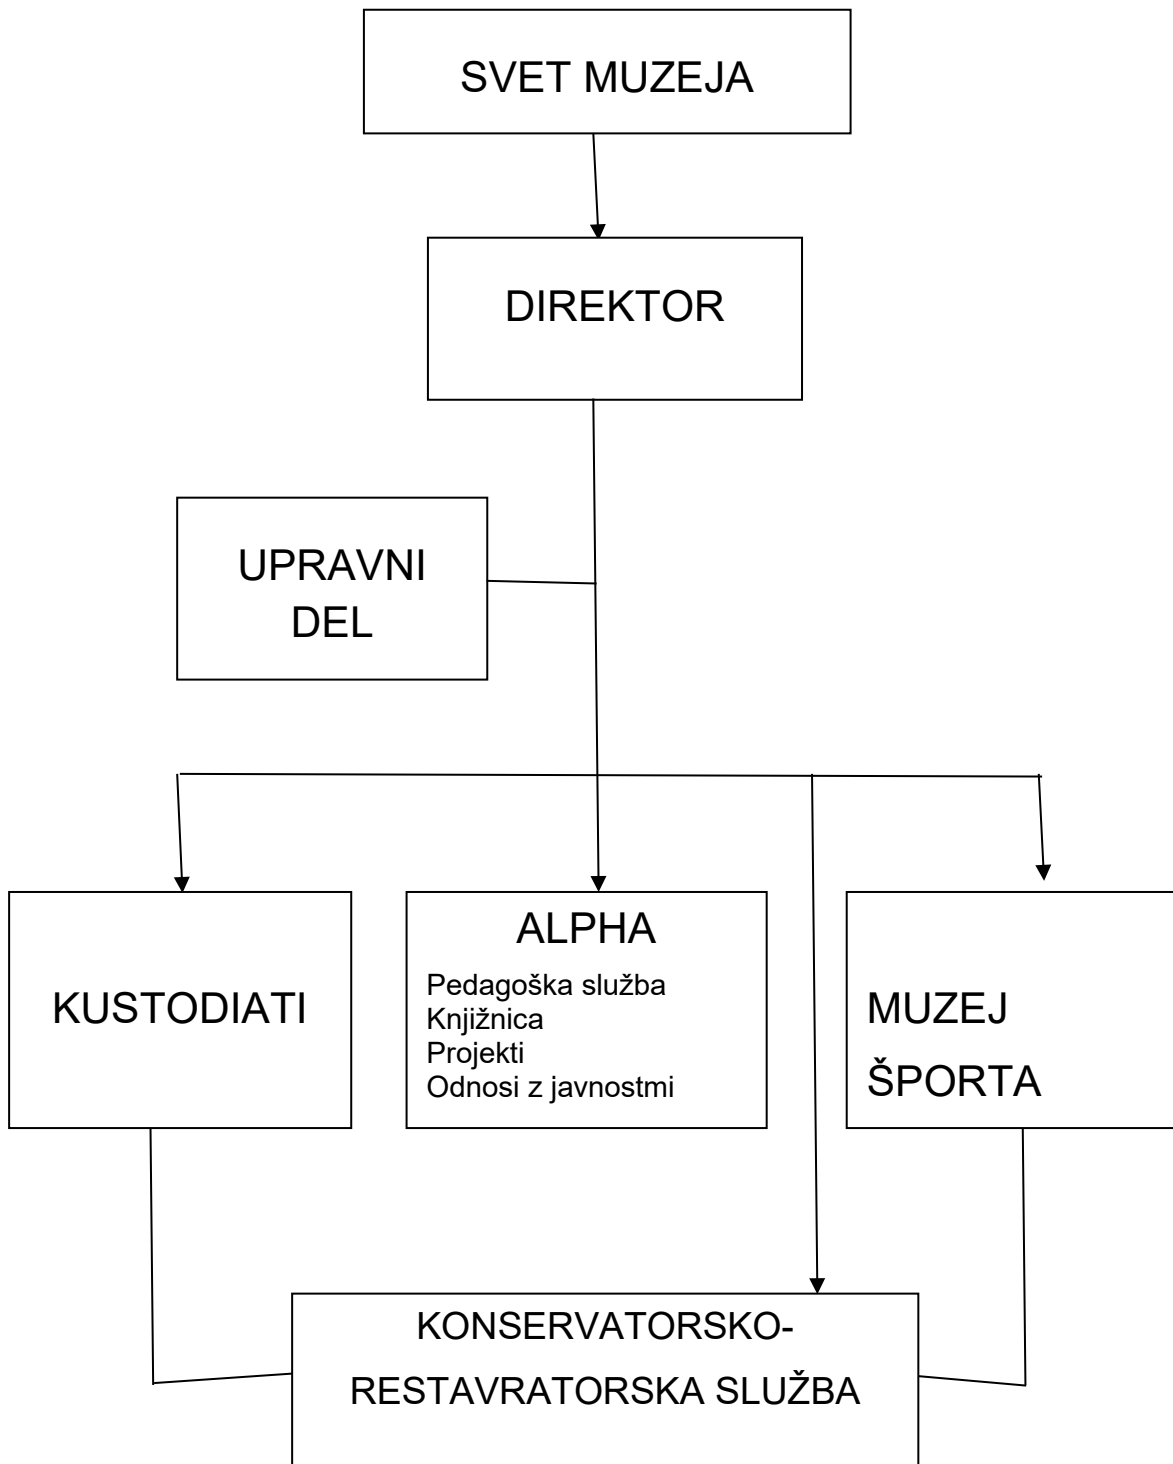 SVET MUZEJA
DIREKTOR
UPRAVNI
DEL
KUSTODIATI
ALPHA
Pedagoška služba
Knjižnica
Projekti
Odnosi z javnostmi
MUZEJ
ŠPORTA
KONSERVATORSKO-
RESTAVRATORSKA SLUŽBA